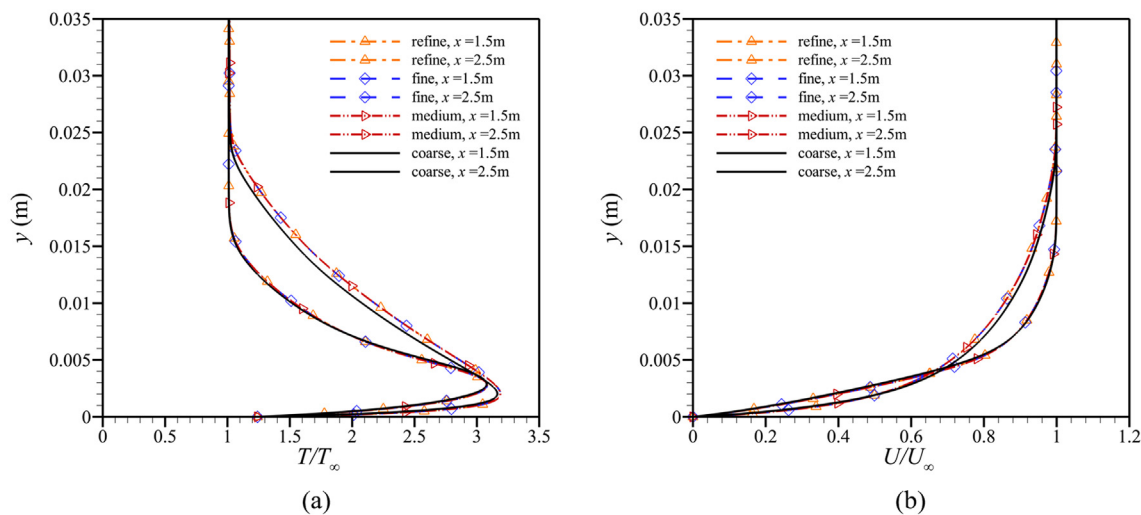 0.035
0.03
0.025
0.02
0.015
0.01
0.005
0
y (m)
refine, x =1.5m
refine, x =2.5m
fine, x =1.5m
fine, x =2.5m
medium, x =1.5m
medium, x =2.5m
coarse, x =1.5m
coarse, x =2.5m
0 0.5 1 1.5 2 2.5 3 3.5
T/T∞
(a)
0.035
0.03
0.025
0.02
0.015
0.01
0.005
0
y (m)
refine, x =1.5m
refine, x =2.5m
fine, x =1.5m
fine, x =2.5m
medium, x =1.5m
medium, x =2.5m
coarse, x =1.5m
coarse, x =2.5m
0 0.2 0.4 0.6 0.8 1 1.2
U/U∞
(b)